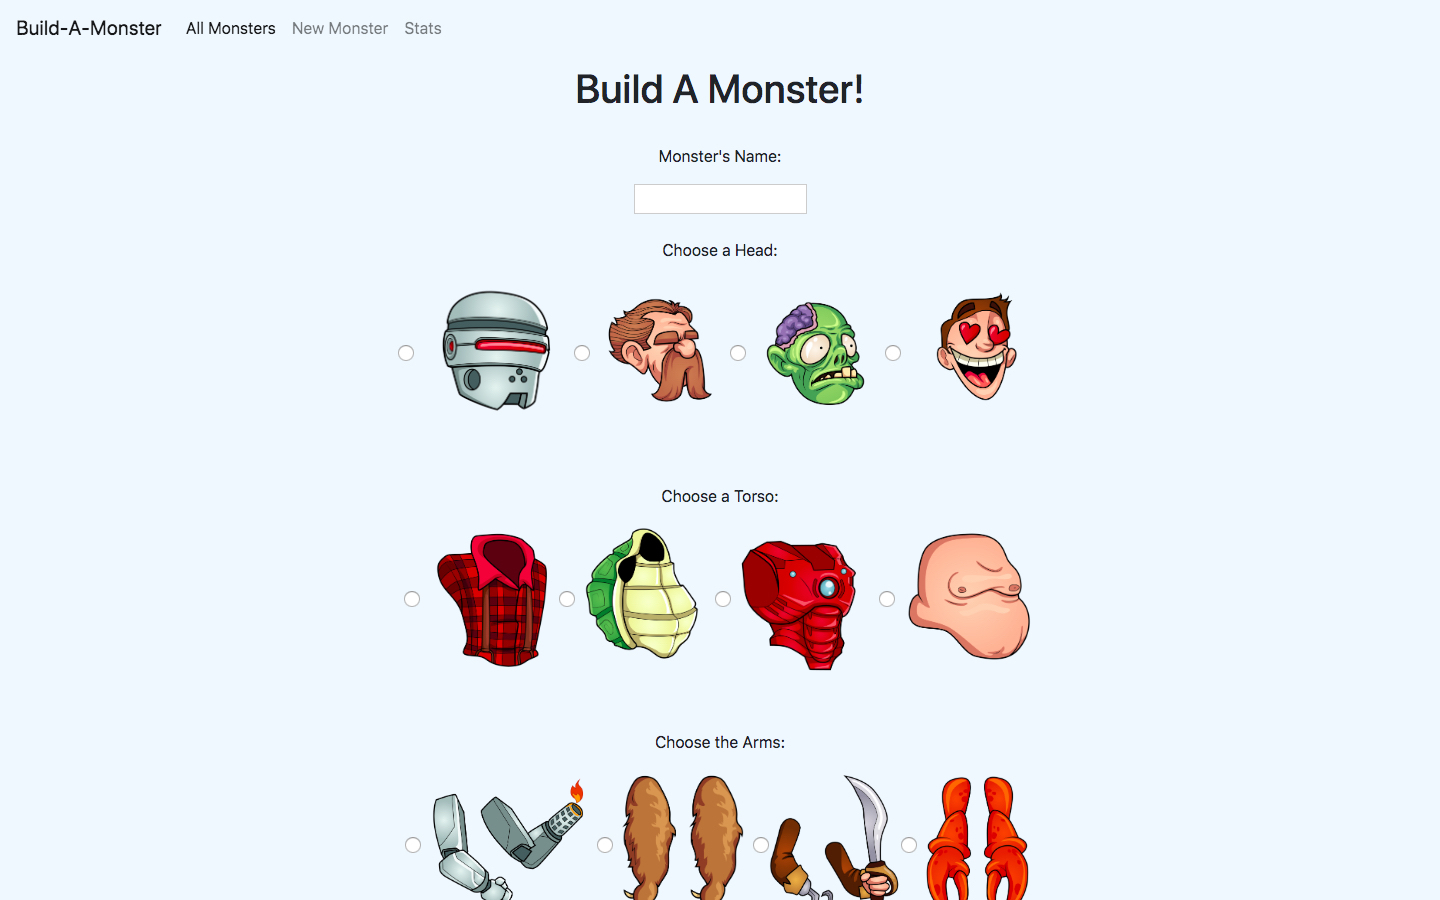 Build-A-Monster All Monsters New Monster Stats
Build A Monster!
Monster's Name:
Choose a Head:
Choose a Torso:
Choose the Arms: